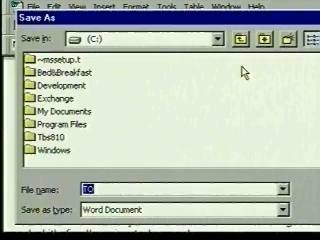 File Edit View Insert Format Tools Table Window Help
Save As
Save in: (C:)
~mssetup.t
Bed&Breakfast
Development
Exchange
My Documents
Program Files
Tbs810
Windows
File name: TO
Save as type: Word Document